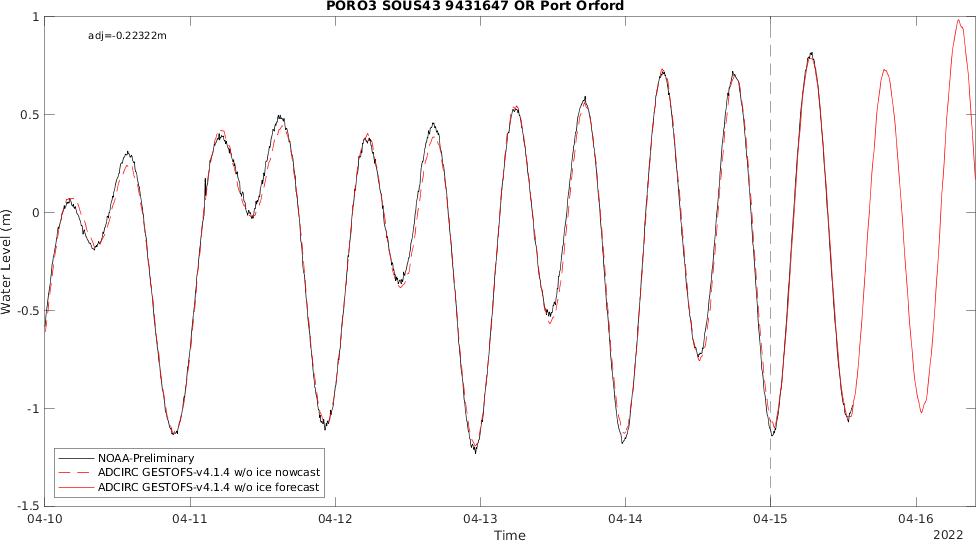 PORO3 SOUS43 9431647 OR Port Orford
adj=-0.22322m
1
0.5
0
-0.5
-1
-1.5
Water Level (m)
NOAA-Preliminary
ADCIRC GESTOFS-v4.1.4 w/o ice nowcast
ADCIRC GESTOFS-v4.1.4 w/o ice forecast
04-10 04-11 04-12 04-13 04-14 04-15 04-16
Time
2022